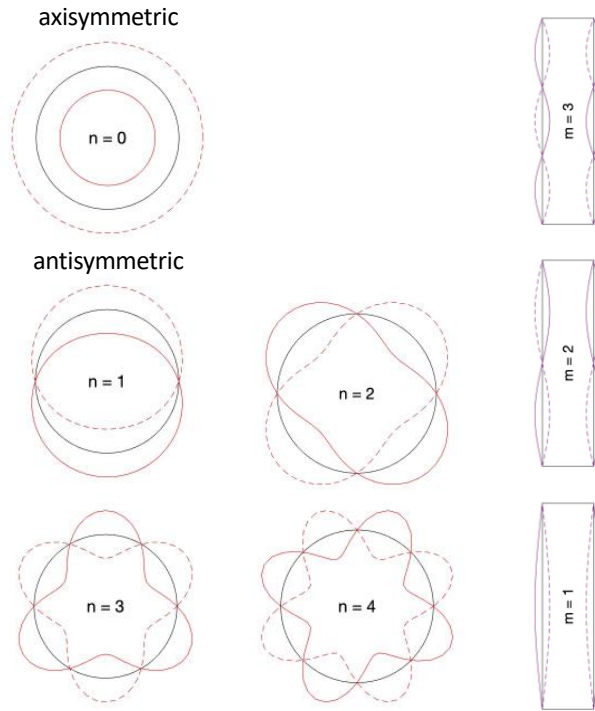 axisymmetric
n = 0
m = 3
antisymmetric
n = 1
n = 2
m = 2
n = 3
n = 4
m = 1